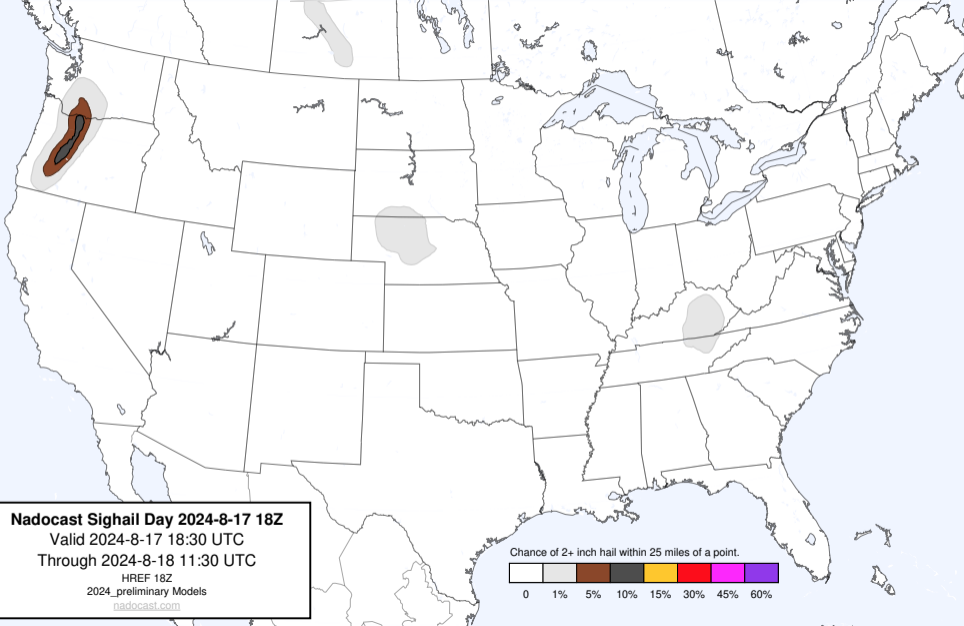 Nadocast Sighail Day 2024-8-17 18Z
Valid 2024-8-17 18:30 UTC
Through 2024-8-18 11:30 UTC
HREF 18Z
2024_preliminary Models
nadocast.com
Chance of 2+ inch hail within 25 miles of a point.
0 1% 5% 10% 15% 30% 45% 60%